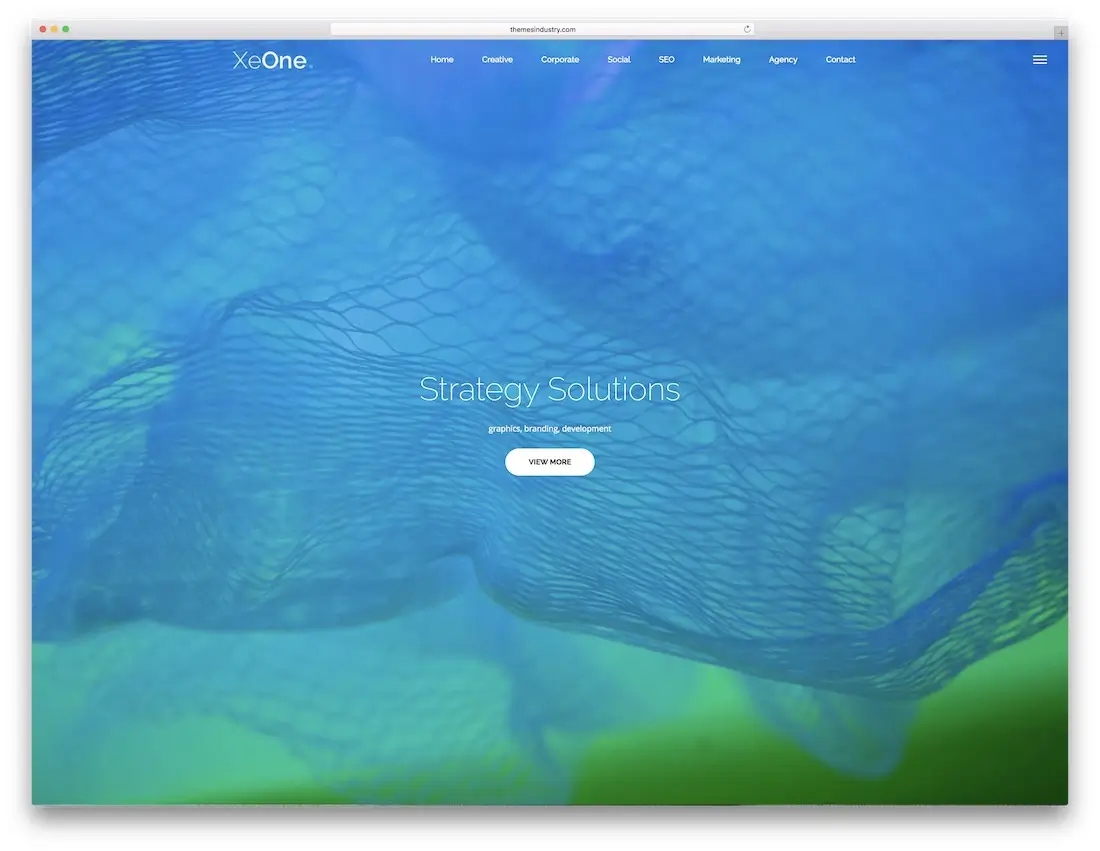 themesindustry.com
XeOne.
Home Creative Corporate Social SEO Marketing Agency Contact
Strategy Solutions
graphics, branding, development
VIEW MORE